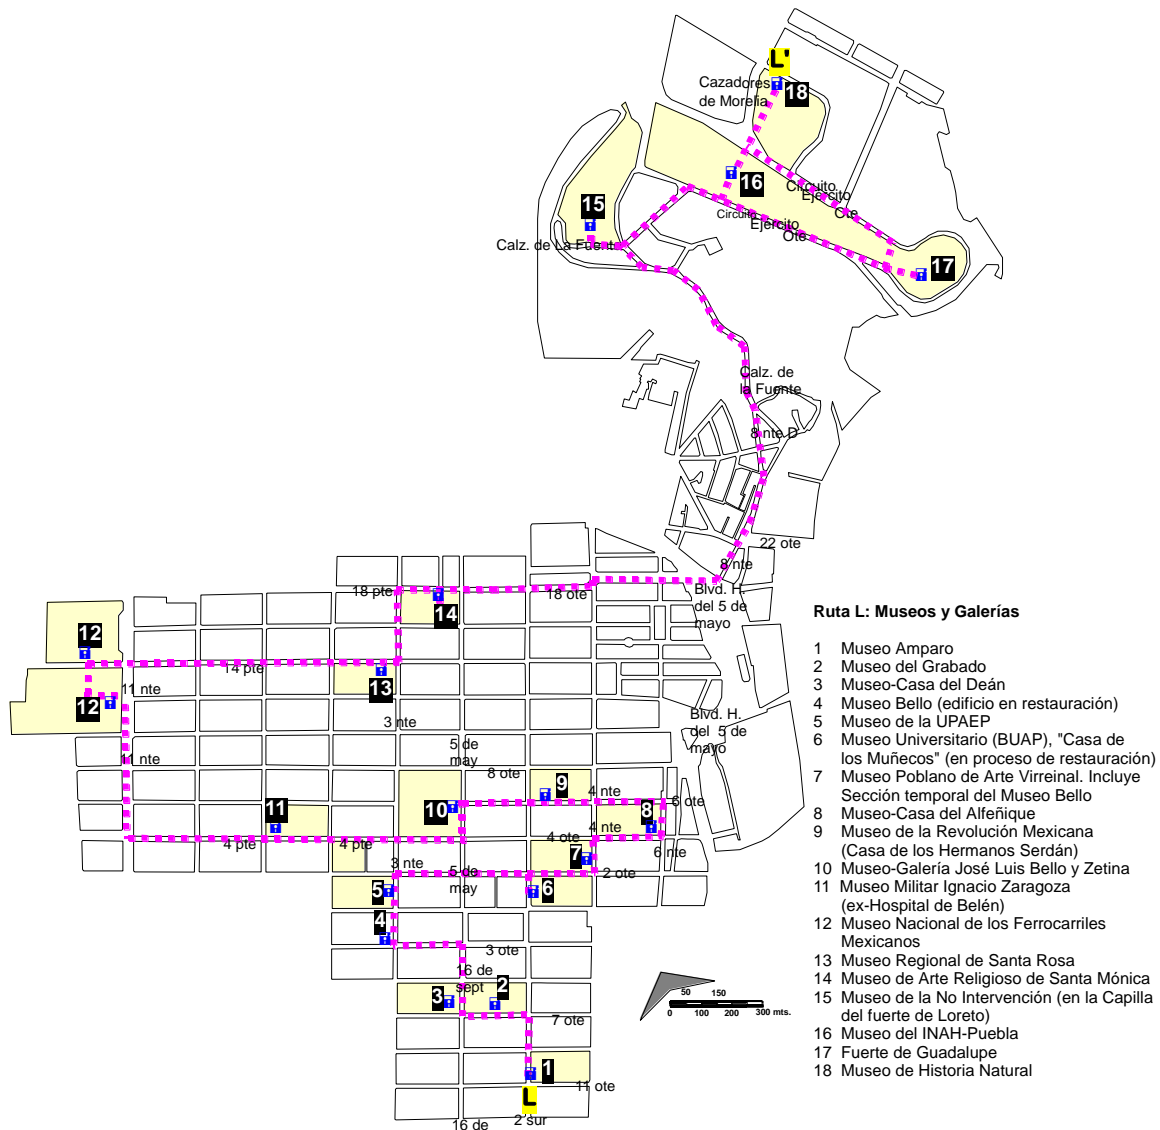 L'
Cazadores
de Morelia
18
16
Circuito
Ejercito
Ote
15
Circuito
Ejercito
Ote
Calz. de La Fuente
17
Calz. de
la Fuente
8 nte D
22 ote
8 nte
18 pte
18 ote
Blvd. H.
del 5 de
mayo
14
12
14 pte
13
11 nte
12
3 nte
Blvd. H.
del 5 de
mayo
5 de
may
11 nte
8 ote
9
4 nte
6 ote
11
10
8
4 nte
4 ote
4 pte
4 pte
6 nte
7
3 nte
5 de
may
2 ote
5
6
4
3 ote
16 de
sept
2
3
7 ote
1
11 ote
L
2 sur
16 de
50 150
0 100 200 300 mts.
Ruta L: Museos y Galerías
1 Museo Amparo
2 Museo del Grabado
3 Museo-Casa del Deán
4 Museo Bello (edificio en restauración)
5 Museo de la UPAEP
6 Museo Universitario (BUAP), "Casa de
los Muñecos" (en proceso de restauración)
7 Museo Poblano de Arte Virreinal. Incluye
Sección temporal del Museo Bello
8 Museo-Casa del Alfeñique
9 Museo de la Revolución Mexicana
(Casa de los Hermanos Serdán)
10 Museo-Galería José Luis Bello y Zetina
11 Museo Militar Ignacio Zaragoza
(ex-Hospital de Belén)
12 Museo Nacional de los Ferrocarriles
Mexicanos
13 Museo Regional de Santa Rosa
14 Museo de Arte Religioso de Santa Mónica
15 Museo de la No Intervención (en la Capilla
del fuerte de Loreto)
16 Museo del INAH-Puebla
17 Fuerte de Guadalupe
18 Museo de Historia Natural